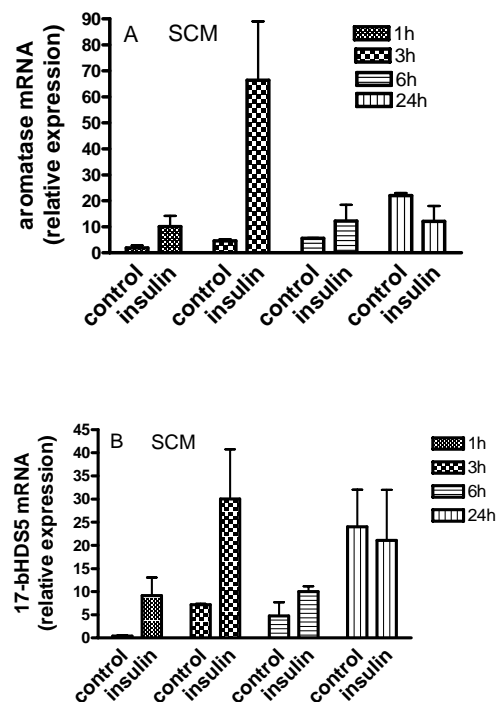 A SCM
1h
3h
6h
24h
aromatase mRNA
(relative expression)
90
80
70
60
50
40
30
20
10
0
control
insulin
control
insulin
control
insulin
control
insulin
B SCM
1h
3h
6h
24h
17-bHDS5 mRNA
(relative expression)
45
40
35
30
25
20
15
10
5
0
control
insulin
control
insulin
control
insulin
control
insulin